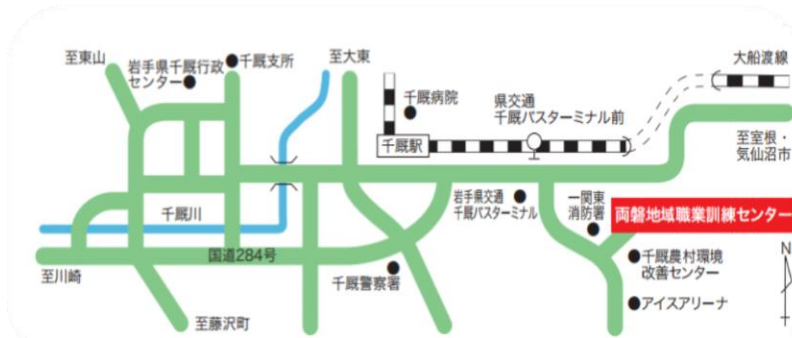 至東山
岩手県千厩行政
センター●
●千厩支所
至大東
大船渡線
千厩病院
県交通
千厩バスターミナル前
千厩駅
至室根・
気仙沼市
千厩川
岩手県交通
千厩バスターミナル
一関東
消防署
両磐地域職業訓練センター
国道284号
至川崎
千厩警察署
●千厩農村環境
改善センター
●アイスアリーナ
N
至藤沢町